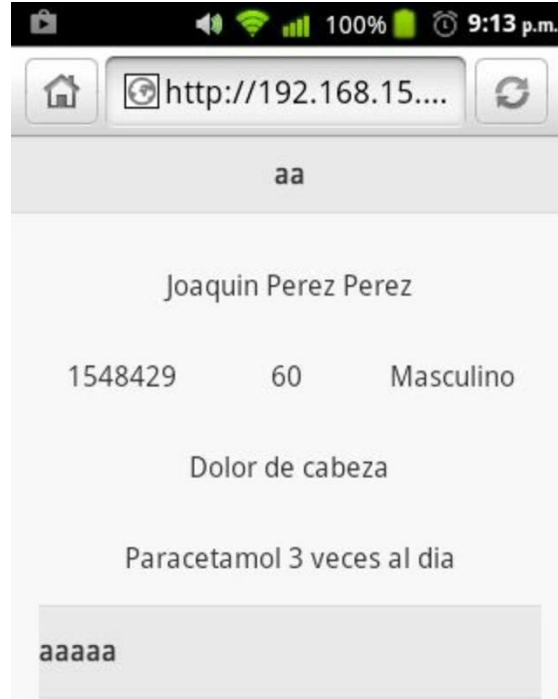 100% 9:13 p.m.
http://192.168.15....
aa
Joaquin Perez Perez
1548429 60 Masculino
Dolor de cabeza
Paracetamol 3 veces al dia
aaaaa